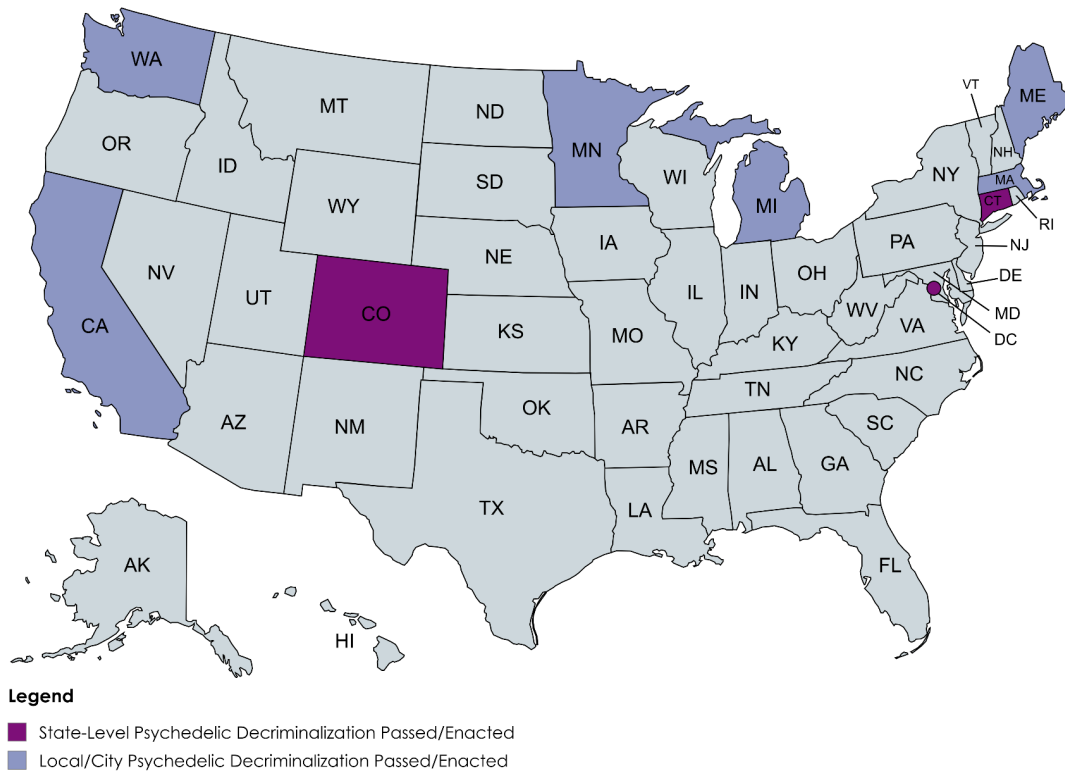 WA
MT
ND
MN
VT
ME
OR
ID
SD
WI
NY
NH
MA
WY
MI
CT
RI
IA
PA
NJ
NE
NV
UT
OH
DE
IL
IN
CA
CO
WV
MD
KS
MO
VA
DC
KY
NC
TN
OK
AZ
NM
AR
SC
MS
AL
GA
TX
LA
AK
FL
HI
Legend
State-Level Psychedelic Decriminalization Passed/Enacted
Local/City Psychedelic Decriminalization Passed/Enacted